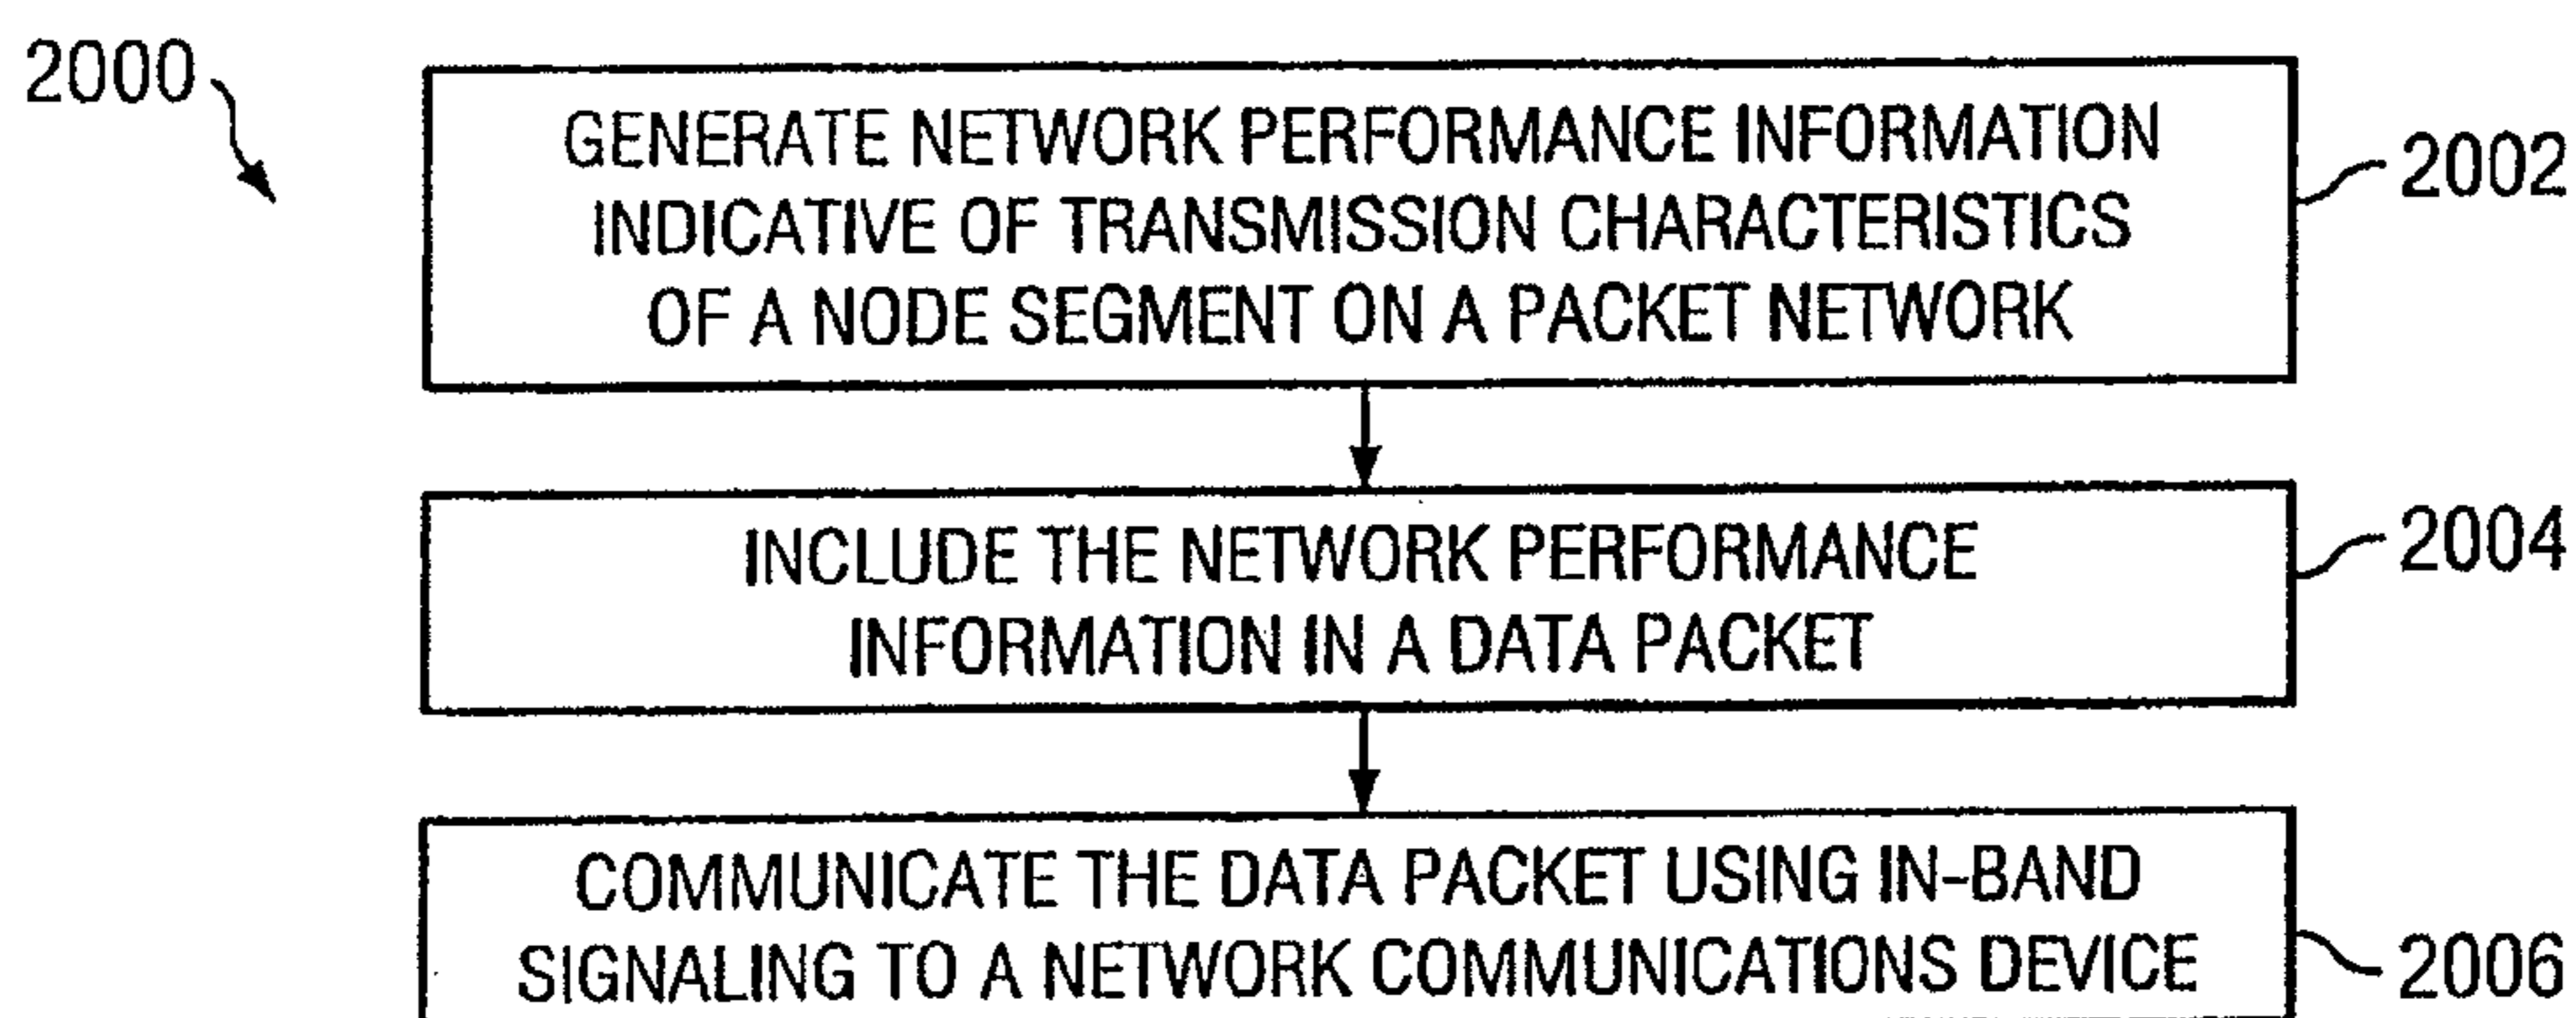 2000
GENERATE NETWORK PERFORMANCE INFORMATION
INDICATIVE OF TRANSMISSION CHARACTERISTICS
OF A NODE SEGMENT ON A PACKET NETWORK
2002
INCLUDE THE NETWORK PERFORMANCE
INFORMATION IN A DATA PACKET
2004
COMMUNICATE THE DATA PACKET USING IN-BAND
SIGNALING TO A NETWORK COMMUNICATIONS DEVICE
2006